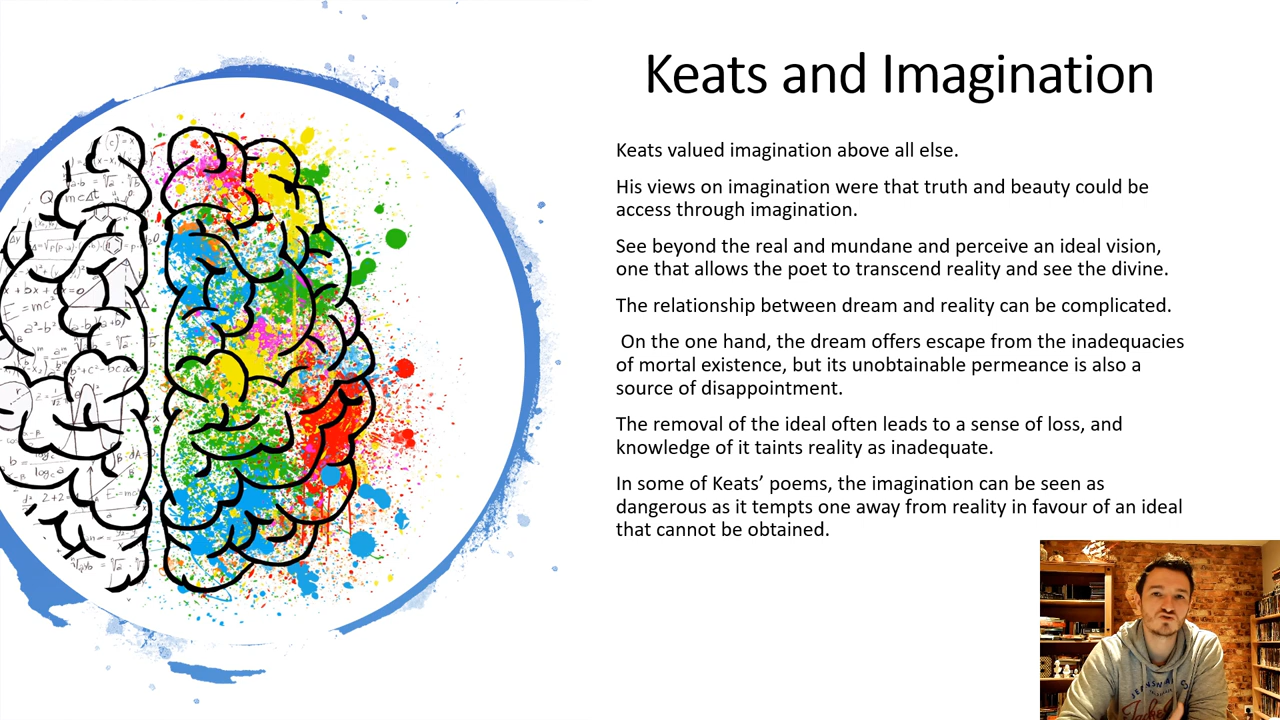 Keats and Imagination
Keats valued imagination above all else.
His views on imagination were that truth and beauty could be
access through imagination.
See beyond the real and mundane and perceive an ideal vision,
one that allows the poet to transcend reality and see the divine.
The relationship between dream and reality can be complicated.
On the one hand, the dream offers escape from the inadequacies
of mortal existence, but its unobtainable permeance is also a
source of disappointment.
The removal of the ideal often leads to a sense of loss, and
knowledge of it taints reality as inadequate.
In some of Keats’ poems, the imagination can be seen as
dangerous as it tempts one away from reality in favour of an ideal
that cannot be obtained.